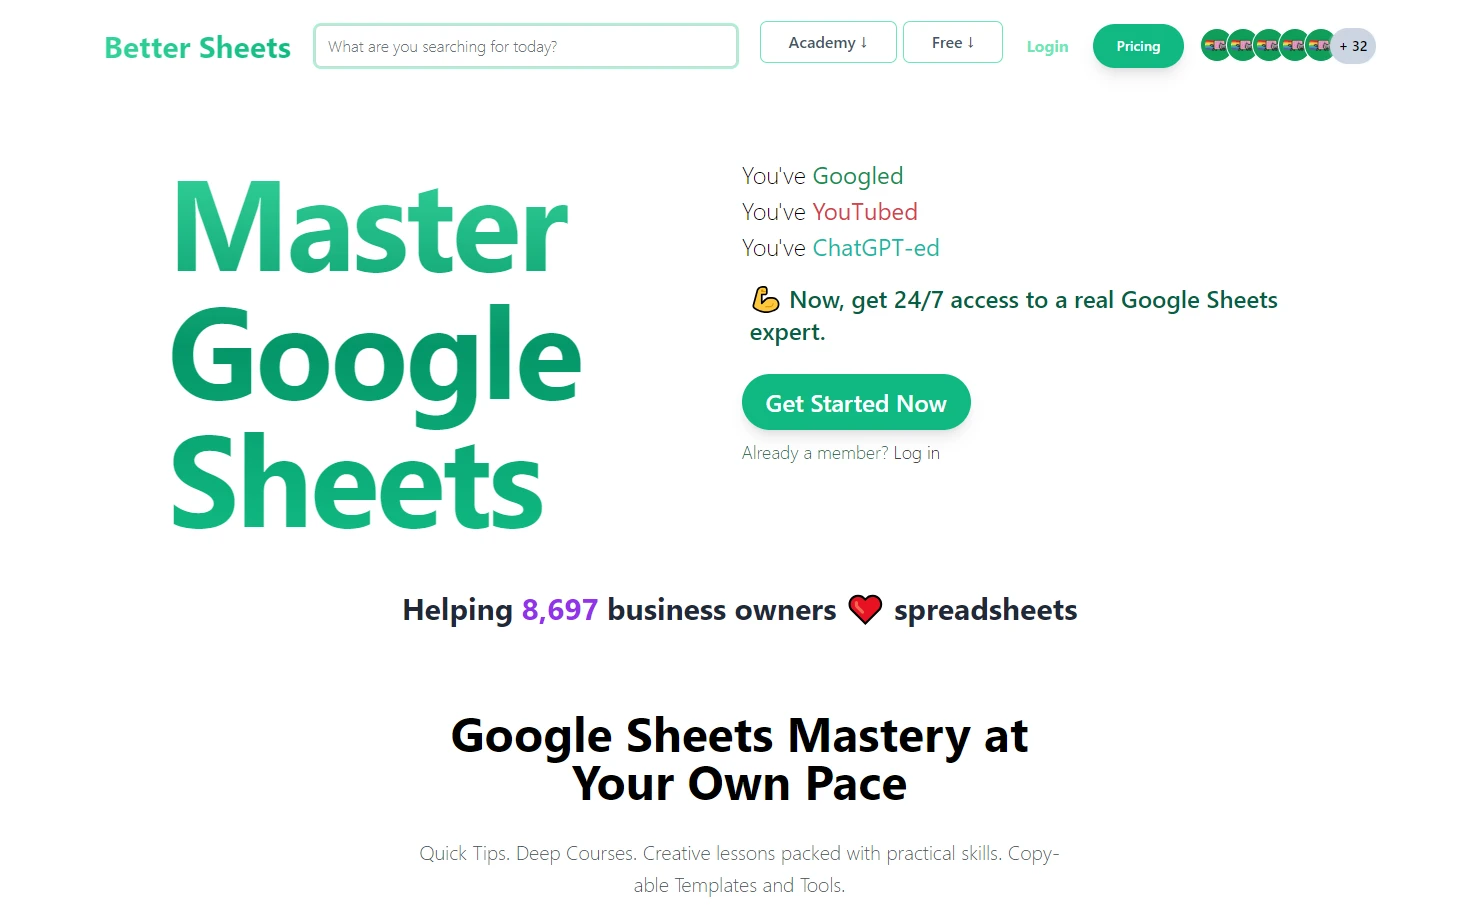 Better Sheets
What are you searching for today?
Academy ↓
Free ↓
Login
Pricing
+ 32
Master
Google
Sheets
You've Googled
You've YouTubed
You've ChatGPT-ed
💪 Now, get 24/7 access to a real Google Sheets
expert.
Get Started Now
Already a member? Log in
Helping 8,697 business owners ❤️ spreadsheets
Google Sheets Mastery at
Your Own Pace
Quick Tips. Deep Courses. Creative lessons packed with practical skills. Copy-
able Templates and Tools.